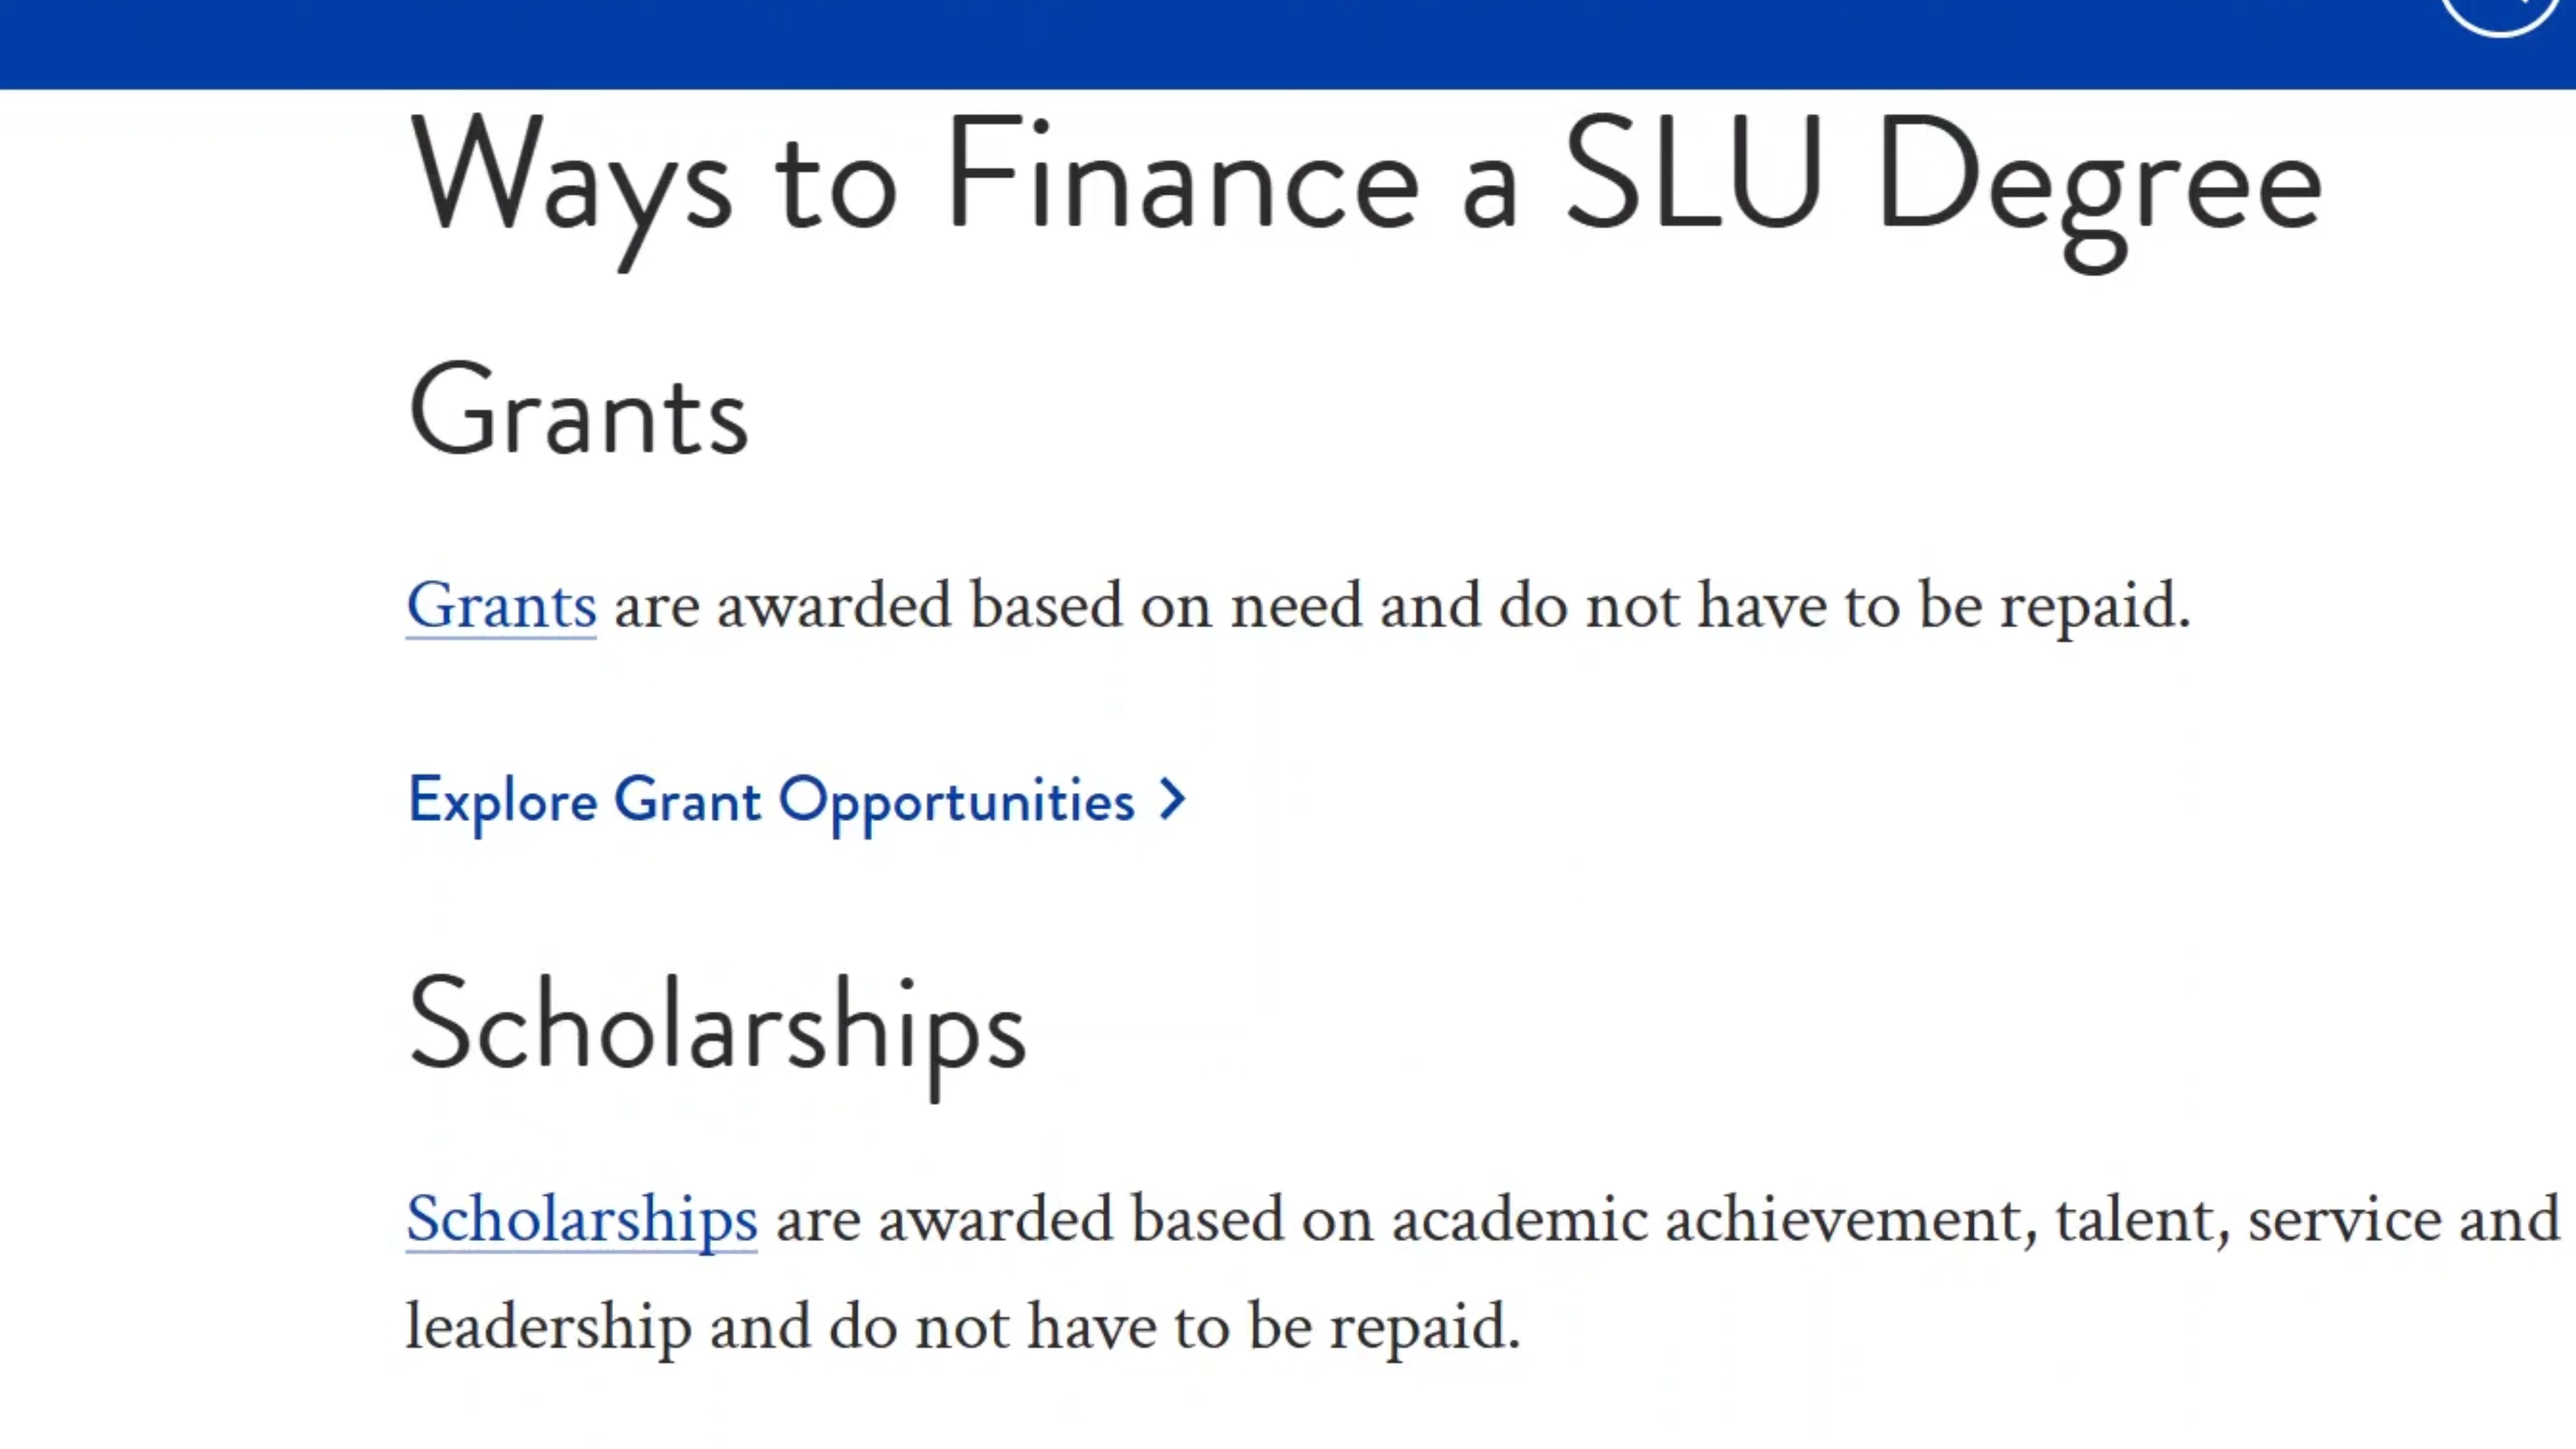 Ways to Finance a SLU Degree
Grants
Grants are awarded based on need and do not have to be repaid.
Explore Grant Opportunities >
Scholarships
Scholarships are awarded based on academic achievement, talent, service and
leadership and do not have to be repaid.